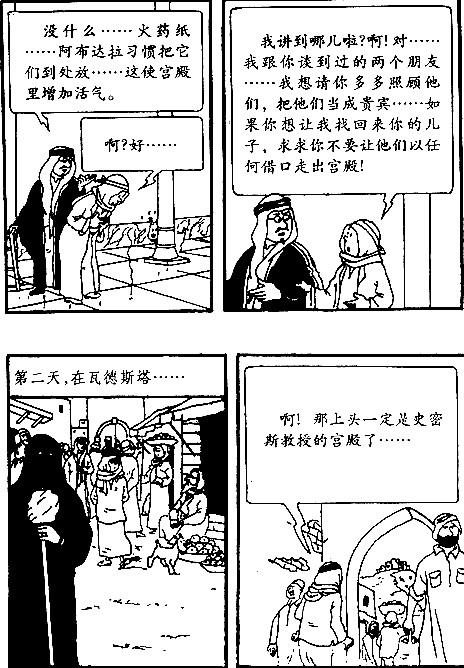 没什么……火药纸
……阿布达拉习惯把它
们到处放……这使宫殿
里增加活气。
啊?好……
我讲到哪儿啦?啊!对……
我跟你谈到过的两个朋友
……我想请你多多照顾他
们，把他们当成贵宾……如
果你想让我找回来你的儿
子，求求你不要让他们以任
何借口走出宫殿!
第二天，在瓦德斯塔……
啊！那上头一定是史密
斯教授的宫殿了……